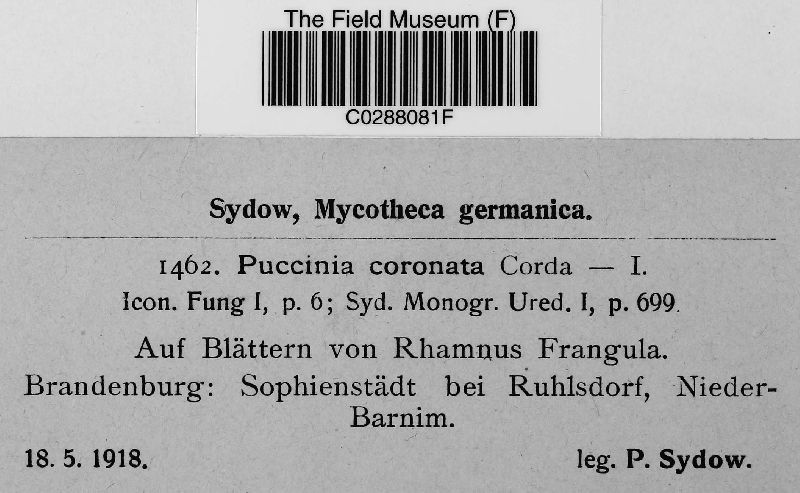 The Field Museum (F)
C0288081F
Sydow, Mycotheca germanica.
1462. Puccinia coronata Corda — I.
Icon. Fung I, p. 6; Syd. Monogr. Ured. I, p. 699.
Auf Blättern von Rhamnus Frangula.
Brandenburg: Sophienstädt bei Ruhlsdorf, Nieder-
Barnim.
18. 5. 1918. leg. P. Sydow.